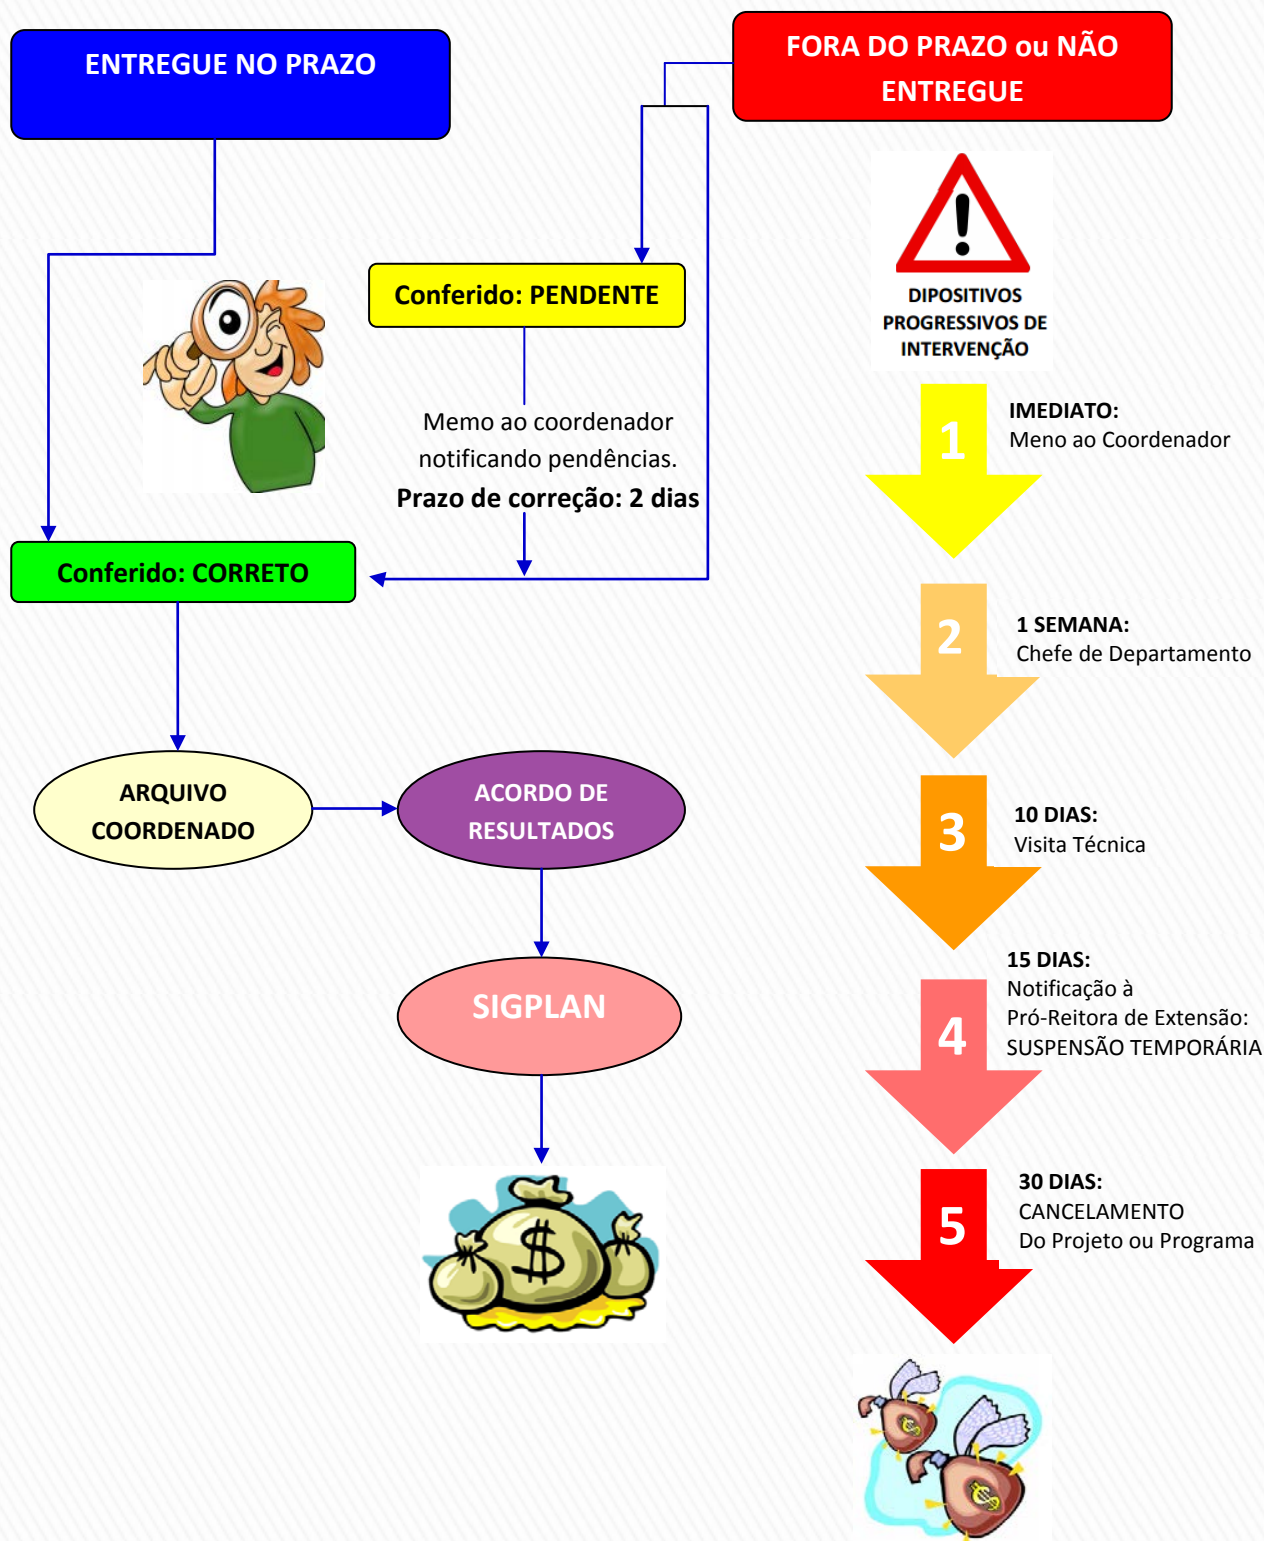 ENTREGUE NO PRAZO
FORA DO PRAZO ou NÃO
ENTREGUE
Conferido: PENDENTE
Memo ao coordenador
notificando pendências.
Prazo de correção: 2 dias
Conferido: CORRETO
ARQUIVO
COORDENADO
ACORDO DE
RESULTADOS
SIGPLAN
$
DIPOSITIVOS
PROGRESSIVOS DE
INTERVENÇÃO
1
IMEDIATO:
Meno ao Coordenador
2
1 SEMANA:
Chefe de Departamento
3
10 DIAS:
Visita Técnica
4
15 DIAS:
Notificação à
Pró-Reitora de Extensão:
SUSPENSÃO TEMPORÁRIA
5
30 DIAS:
CANCELAMENTO
Do Projeto ou Programa
$
$